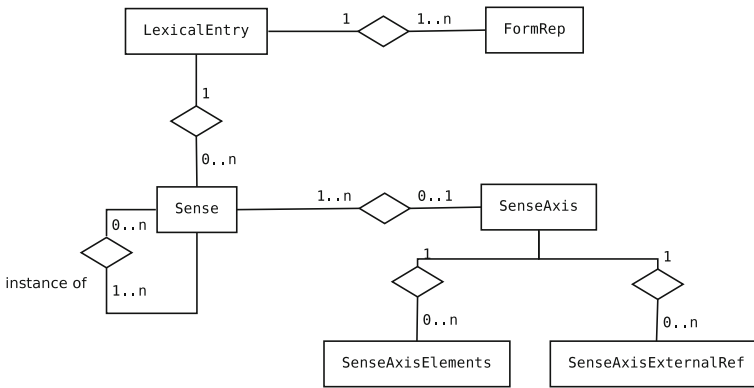 LexicalEntry
1
1..n
FormRep
1
0..n
Sense
1..n
0..1
SenseAxis
0..n
instance of
1..n
1
1
0..n
0..n
SenseAxisElements
SenseAxisExternalRef